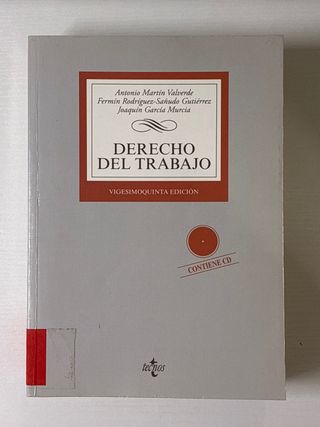 Antonio Martín Valverde
Fermín Rodríguez-Sañudo Gutiérrez
Joaquín García Murcia
DERECHO
DEL TRABAJO
VIGESIMOQUINTA EDICIÓN
CONTIENE CD
tecnos